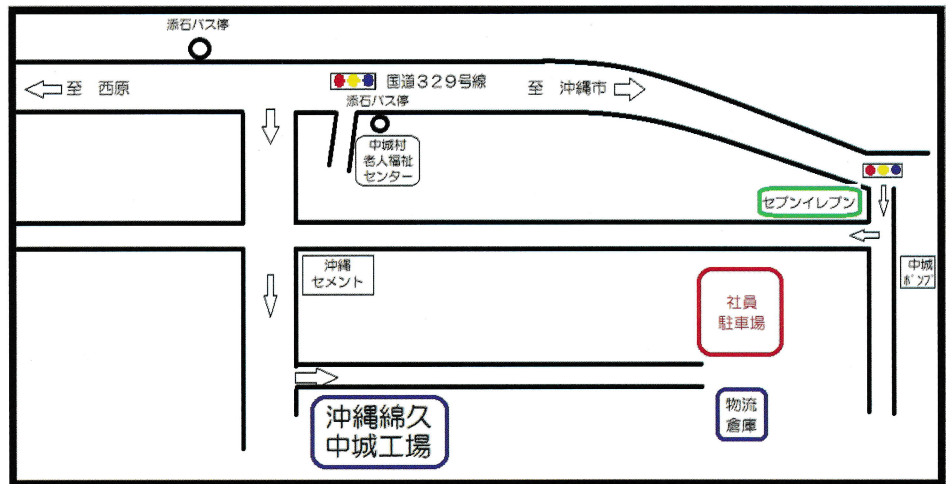 添石バス停
至 西原
国道329号線
至 沖縄市
添石バス停
中城村
老人福祉
センター
セブンイレブン
沖縄
セメント
中城
ポンプ
社員
駐車場
沖縄綿久
中城工場
物流
倉庫